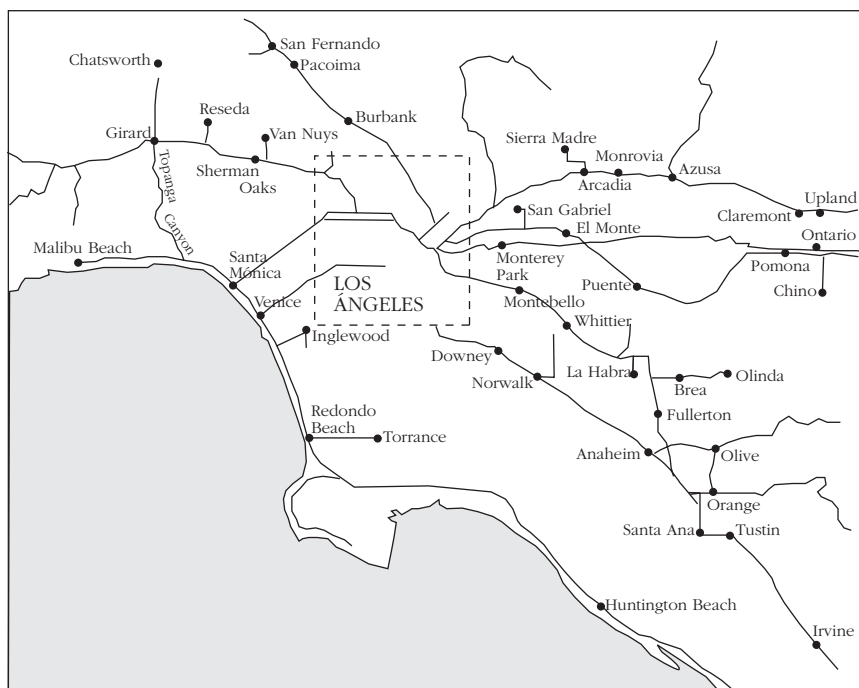 San Fernando
Chatsworth
Pacoima
Reseda
Burbank
Girard
Van Nuys
Sierra Madre
Monrovia
Sherman
Oaks
Arcadia
Azusa
Topanga
Canyon
San Gabriel
Upland
Claremont
El Monte
Ontario
Malibu Beach
Santa
Mónica
Monterey
Park
Pomona
Puente
Chino
LOS
ÁNGELES
Venice
Montebello
Whittier
Inglewood
Downey
Norwalk
La Habra
Olinda
Brea
Redondo
Beach
Fullerton
Torrance
Anaheim
Olive
Orange
Santa Ana
Tustin
Huntington Beach
Irvine